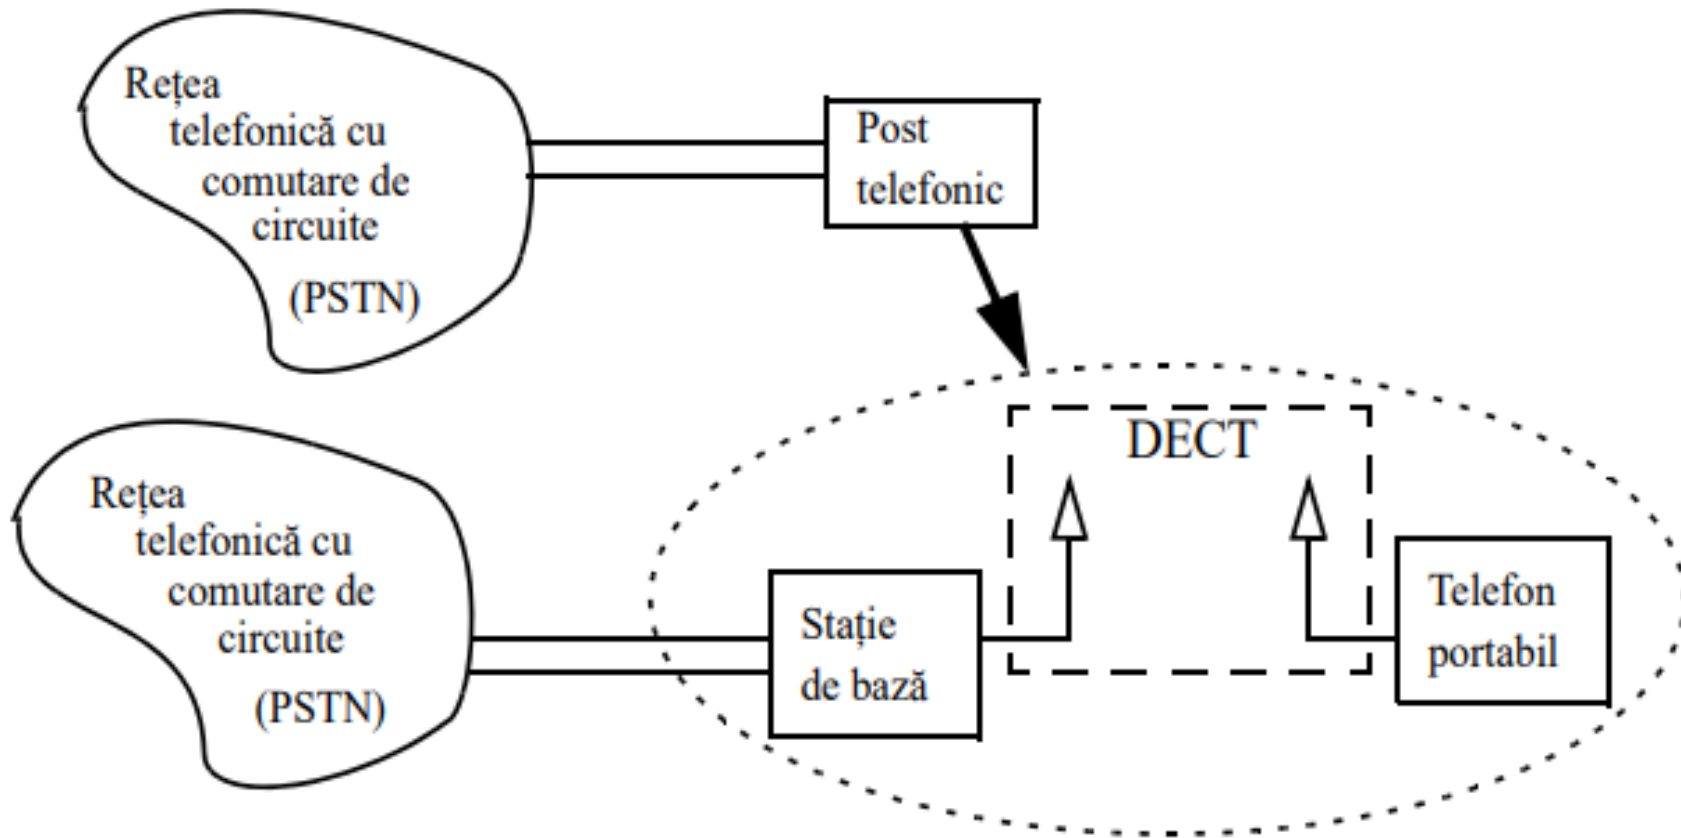 Rețea
telefonică cu
comutare de
circuite
(PSTN)
Post
telefonic
DECT
Rețea
telefonică cu
comutare de
circuite
(PSTN)
Stație
de bază
Telefon
portabil